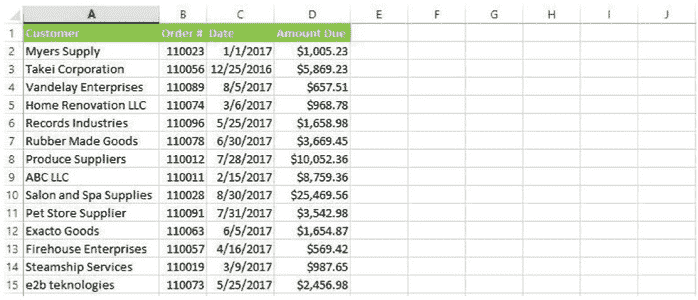 A B C D E F G H I J
1 Customer Order # Date Amount Due
2 Myers Supply 110023 1/1/2017 $1,005.23
3 Takei Corporation 110056 12/25/2016 $5,869.23
4 Vandelay Enterprises 110089 8/5/2017 $657.51
5 Home Renovation LLC 110074 3/6/2017 $968.78
6 Records Industries 110096 5/25/2017 $1,658.98
7 Rubber Made Goods 110078 6/30/2017 $3,669.45
8 Produce Suppliers 110012 7/28/2017 $10,052.36
9 ABC LLC 110011 2/15/2017 $8,759.36
10 Salon and Spa Supplies 110028 8/30/2017 $25,469.56
11 Pet Store Supplier 110091 7/31/2017 $3,542.98
12 Exacto Goods 110063 6/5/2017 $1,654.87
13 Firehouse Enterprises 110057 4/16/2017 $569.42
14 Steamship Services 110019 3/9/2017 $987.65
15 e2b teknologies 110073 5/25/2017 $2,456.98